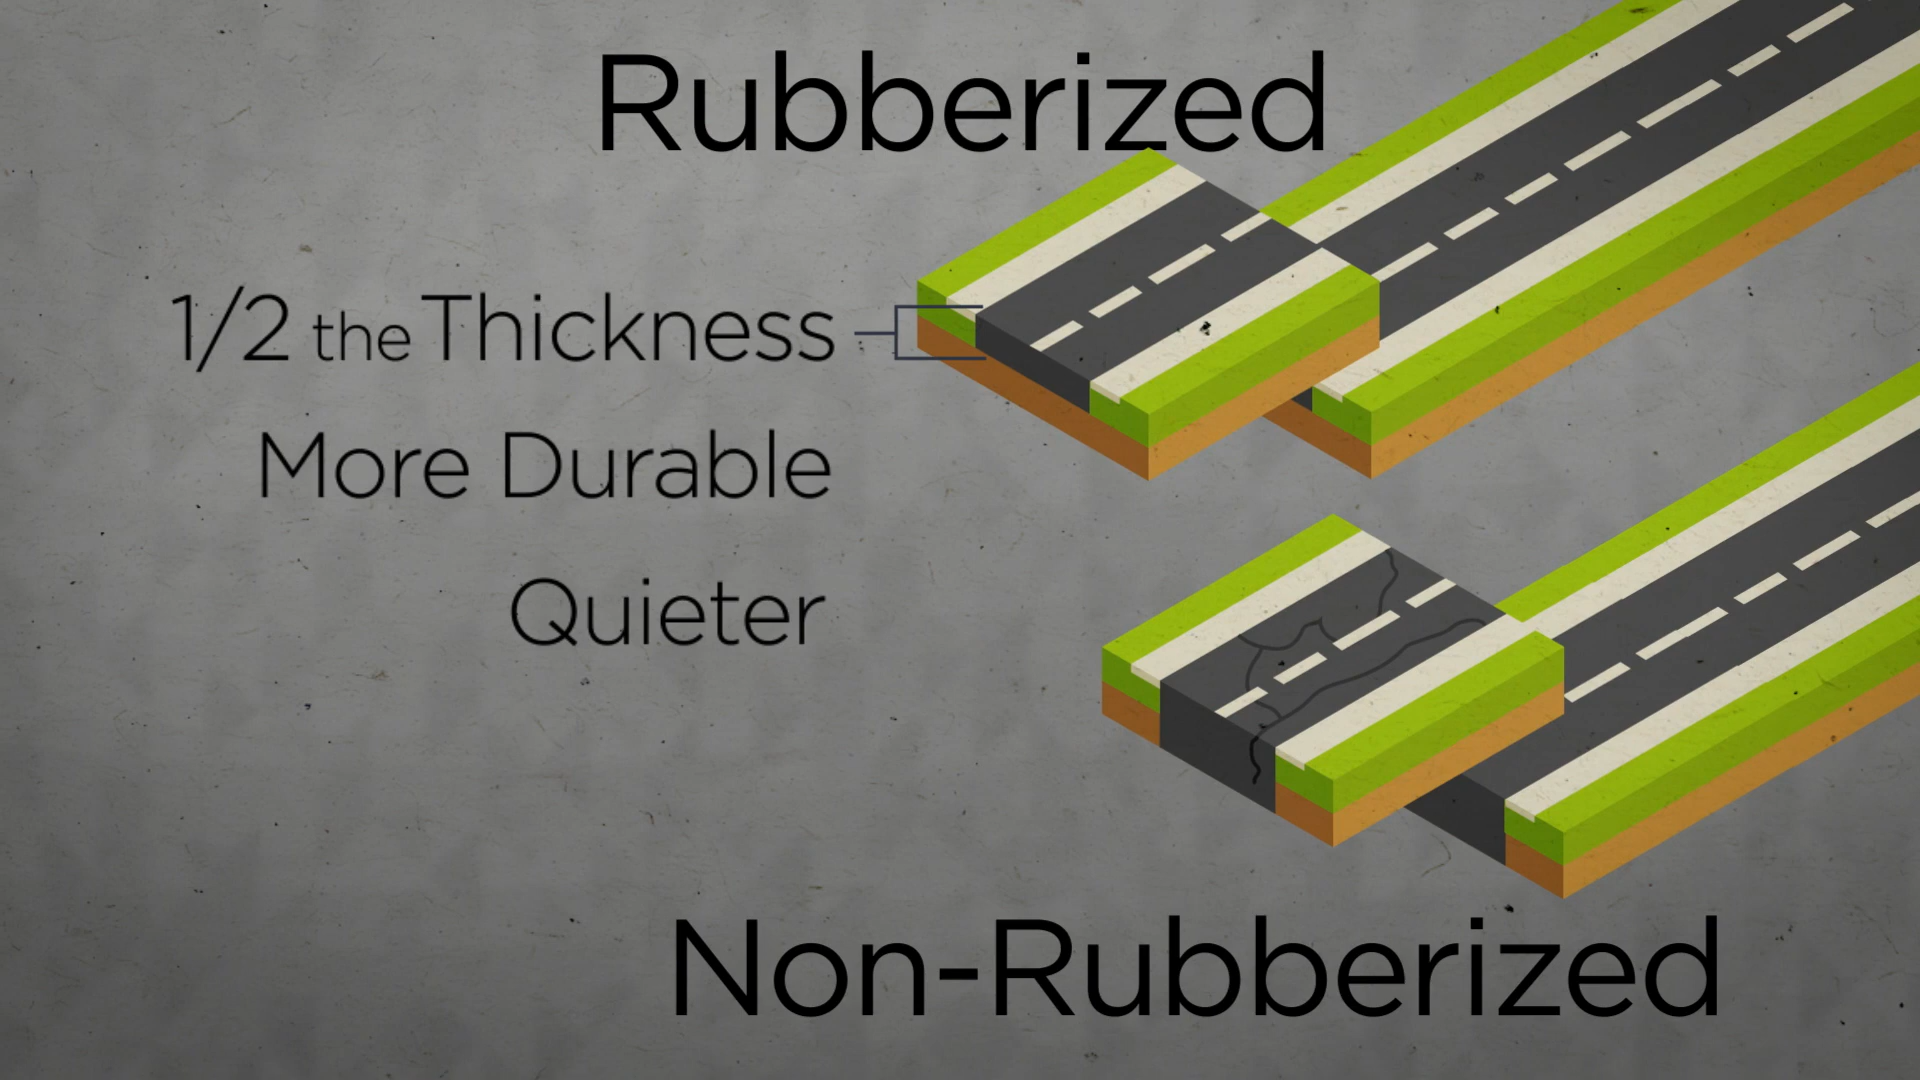 Rubberized
1/2 the Thickness
More Durable
Quieter
Non-Rubberized